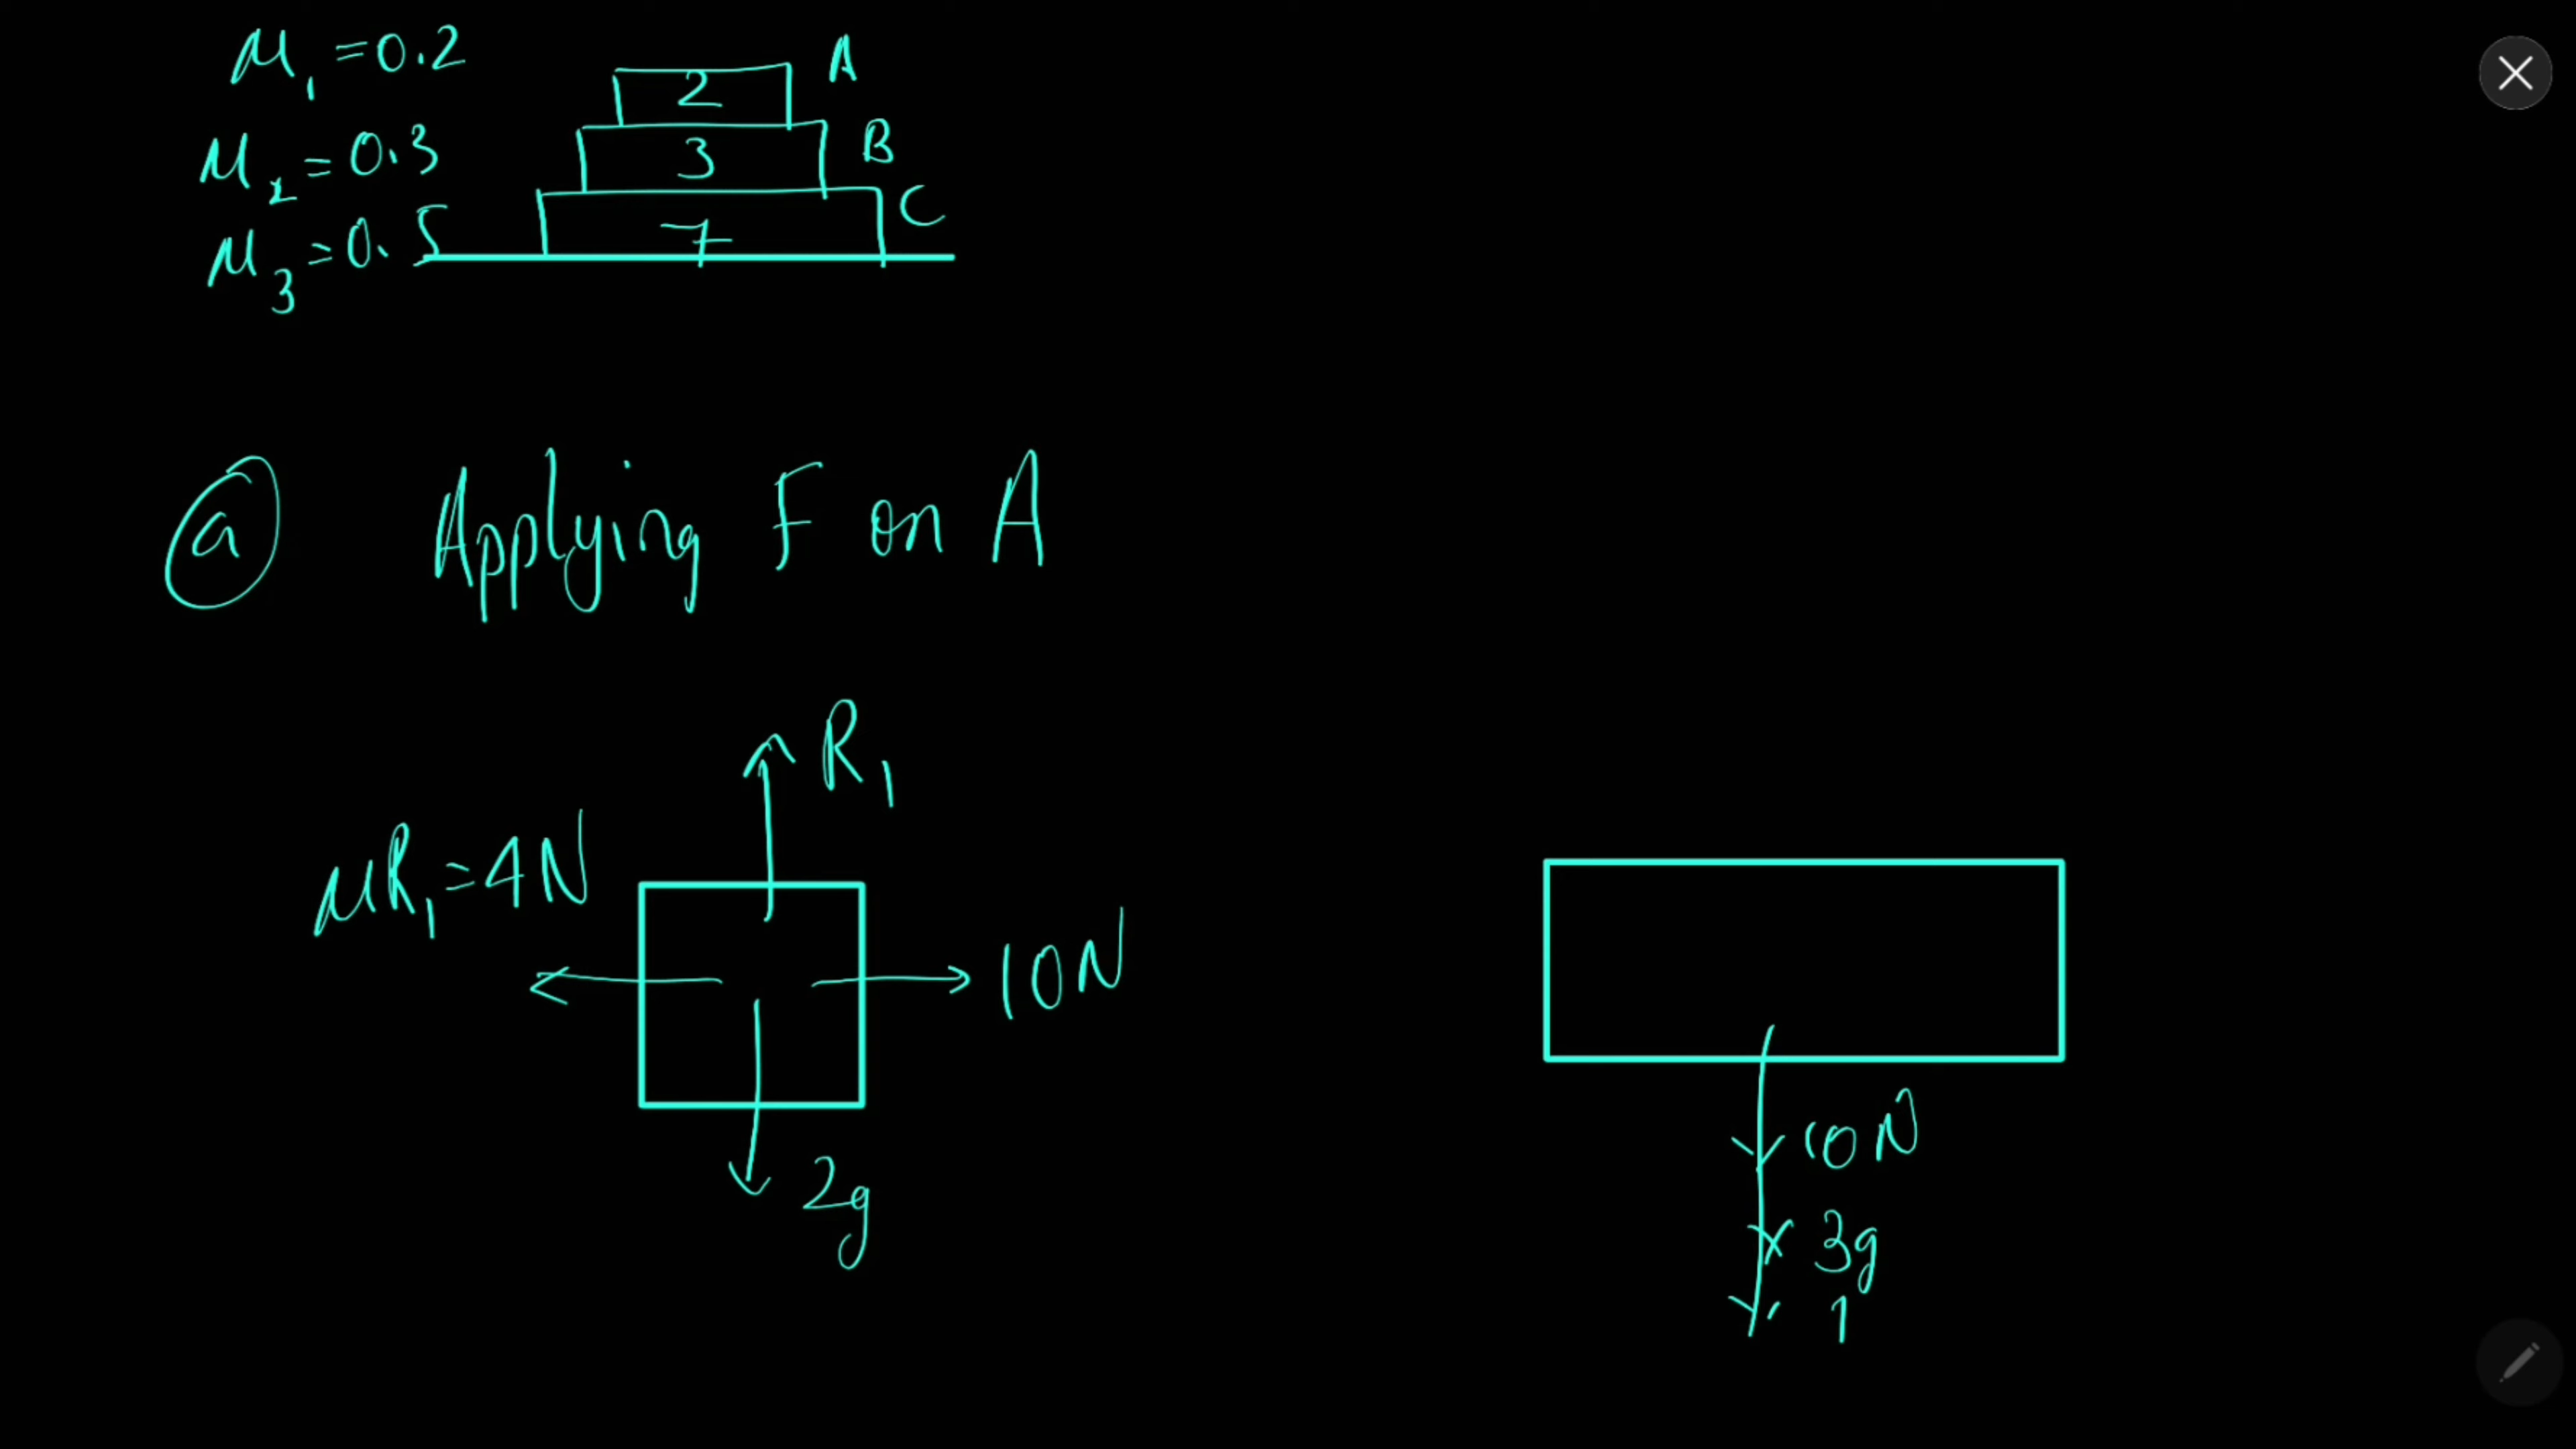 μ₁ = 0.2
2 A
μ₂ = 0.3
3 B
μ₃ = 0.5
7 C
a Applying F on A
R₁
μR₁ = 4N
10N
2g
10N
3g
1